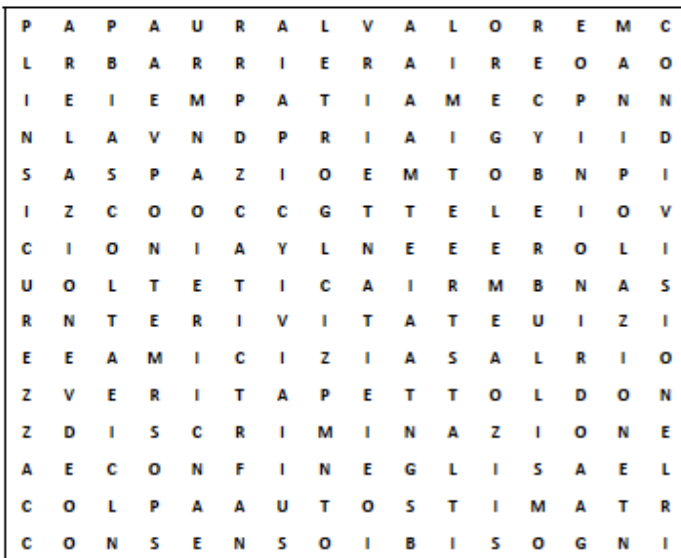 P A P A U R A L V A L O R E M C
L R B A R R I E R A I R E O A O
I E I E M P A T I A M E C P N N
N L A V N D P R I A I G Y I I D
S A S P A Z I O E M T O B N P I
I Z C O O C C G T T E L E I O V
C I O N I A Y L N E E E R O L I
U O L T E T I C A I R M B N A S
R N T E R I V I T A T E U I Z I
E E A M I C I Z I A S A L R I O
Z V E R I T A P E T T O L D O N
Z D I S C R I M I N A Z I O N E
A E C O N F I N E G L I S A E L
C O L P A A U T O S T I M A T R
C O N S E N S O I B I S O G N I